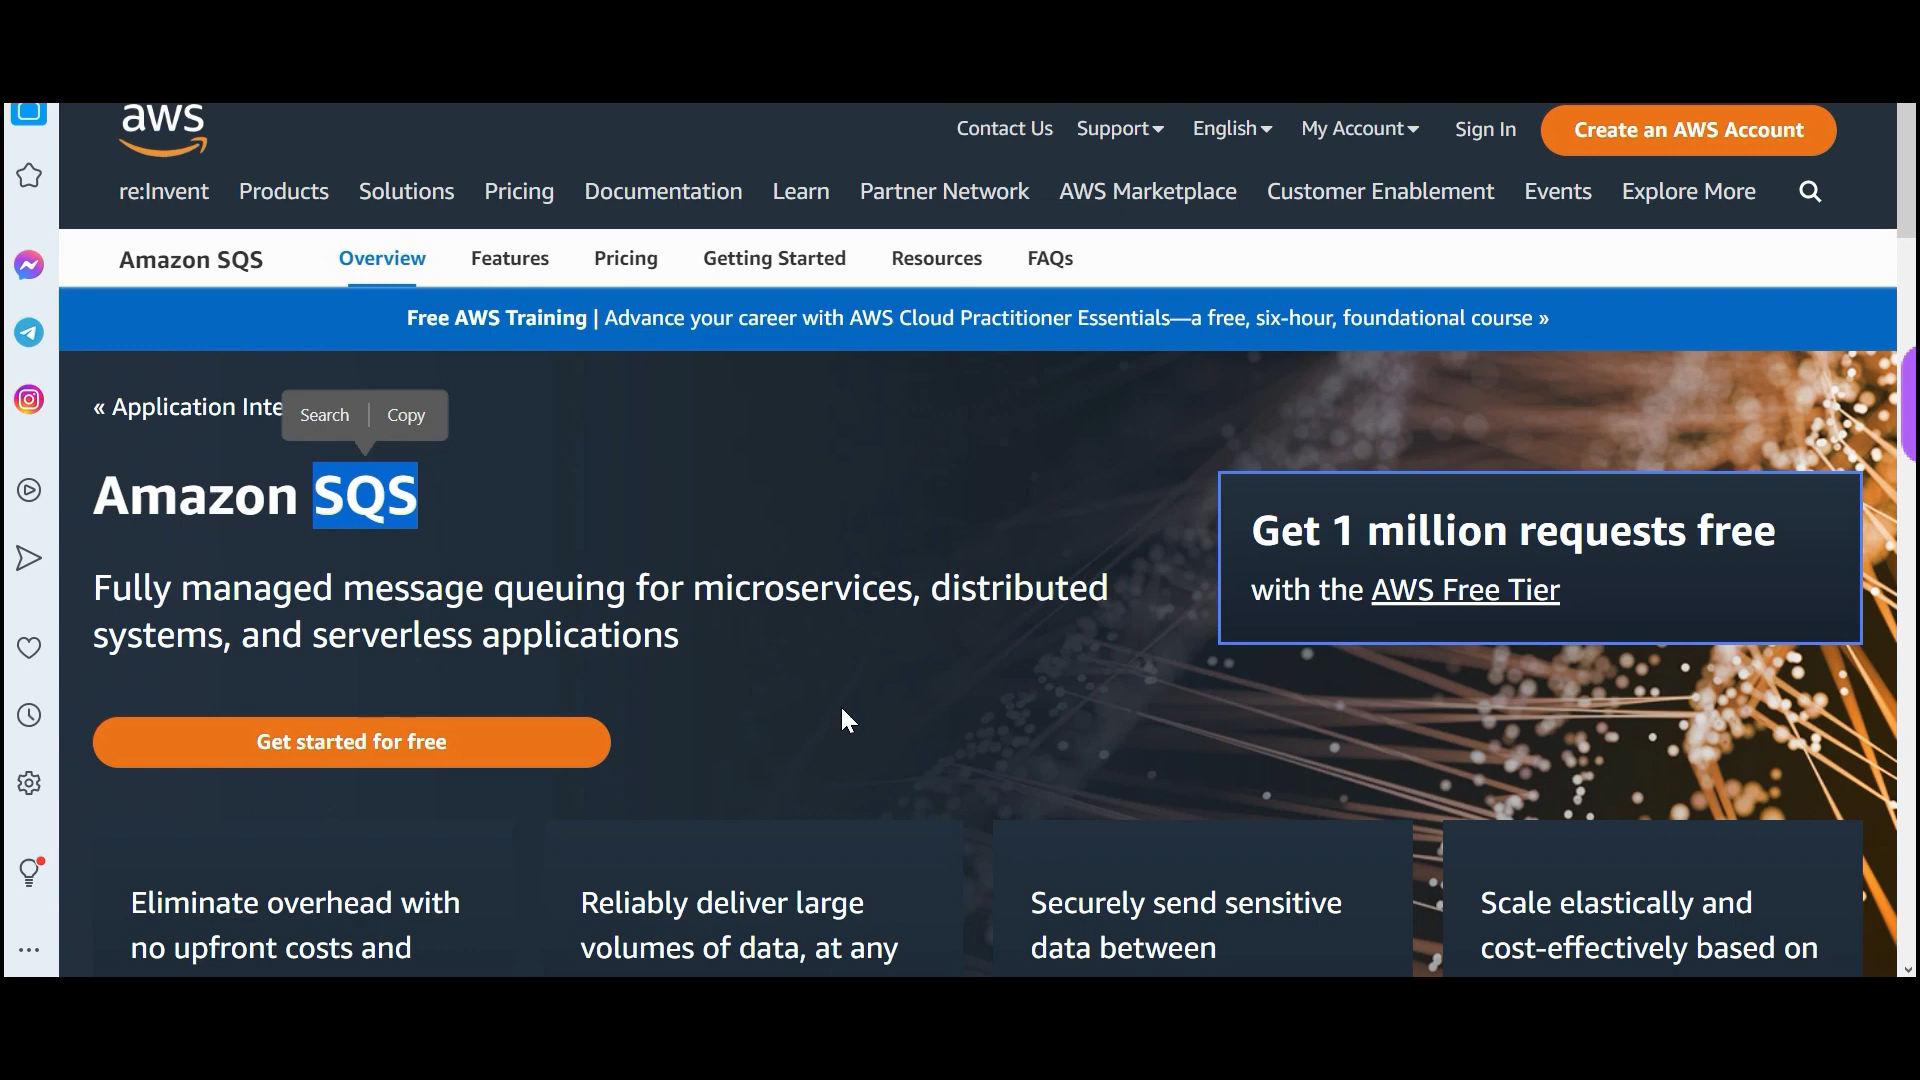 aws
Contact Us Support English My Account Sign In Create an AWS Account
re:Invent Products Solutions Pricing Documentation Learn Partner Network AWS Marketplace Customer Enablement Events Explore More
Amazon SQS Overview Features Pricing Getting Started Resources FAQs
Free AWS Training | Advance your career with AWS Cloud Practitioner Essentials—a free, six-hour, foundational course »
« Application Inte
Search Copy
Amazon SQS
Fully managed message queuing for microservices, distributed
systems, and serverless applications
Get started for free
Get 1 million requests free
with the AWS Free Tier
Eliminate overhead with
no upfront costs and
Reliably deliver large
volumes of data, at any
Securely send sensitive
data between
Scale elastically and
cost-effectively based on